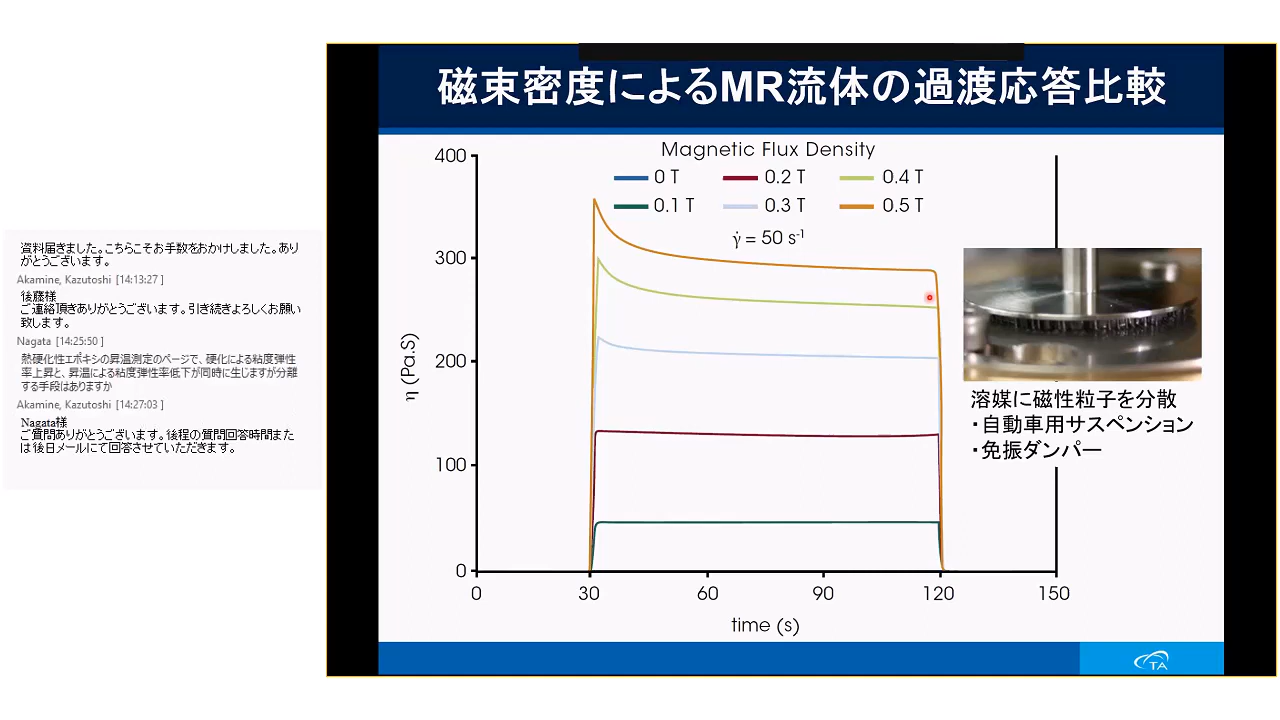 資料届きました。こちらこそお手数をおかけしました。あり
がとうございます。
Akamine, Kazutoshi [14:13:27 ]
後藤様
ご連絡頂きありがとうございます。引き続きよろしくお願い
致します。
Nagata [14:25:50 ]
熱硬化性エポキシの昇温測定のページで、硬化による粘度弾性
率上昇と、昇温による粘度弾性率低下が同時に生じますが分離
する手段はありますか
Akamine, Kazutoshi [14:27:03 ]
Nagata様
ご質問ありがとうございます。後程の質問回答時間また
は後日メールにて回答させていただきます。
磁束密度によるMR流体の過渡応答比較
Magnetic Flux Density
0 T 0.2 T 0.4 T
0.1 T 0.3 T 0.5 T
γ̇ = 50 s⁻¹
400
300
200
100
0
η (Pa.S)
0 30 60 90 120 150
time (s)
溶媒に磁性粒子を分散
・自動車用サスペンション
・免振ダンパー
TA